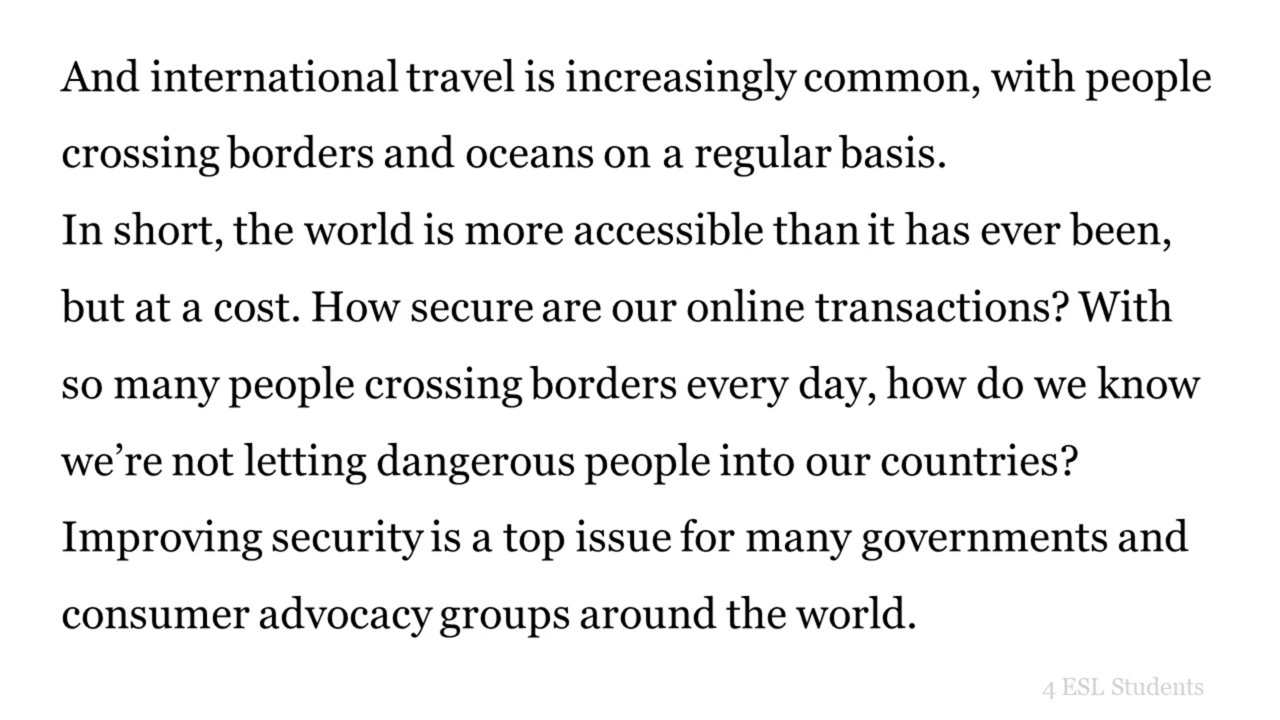 And international travel is increasingly common, with people
crossing borders and oceans on a regular basis.
In short, the world is more accessible than it has ever been,
but at a cost. How secure are our online transactions? With
so many people crossing borders every day, how do we know
we’re not letting dangerous people into our countries?
Improving security is a top issue for many governments and
consumer advocacy groups around the world.
4 ESL Students